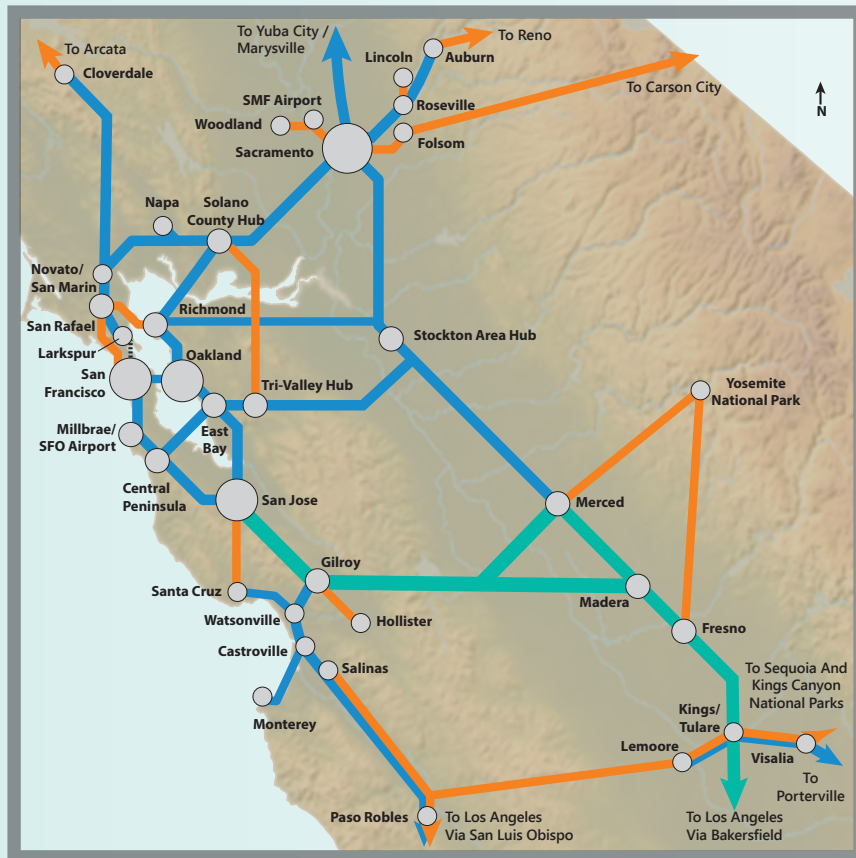 To Yuba City /
Marysville
To Reno
To Arcata
Cloverdale
Lincoln
Auburn
To Carson City
N
SMF Airport
Roseville
Woodland
Folsom
Sacramento
Napa
Solano
County Hub
Novato/
San Marin
Richmond
San Rafael
Stockton Area Hub
Larkspur
Oakland
San
Francisco
Tri-Valley Hub
Yosemite
National Park
Millbrae/
SFO Airport
East
Bay
Central
Peninsula
San Jose
Merced
Gilroy
Santa Cruz
Madera
Watsonville
Hollister
Fresno
Castroville
Salinas
To Sequoia And
Kings Canyon
National Parks
Monterey
Kings/
Tulare
Lemoore
Visalia
To
Porterville
Paso Robles
To Los Angeles
Via San Luis Obispo
To Los Angeles
Via Bakersfield